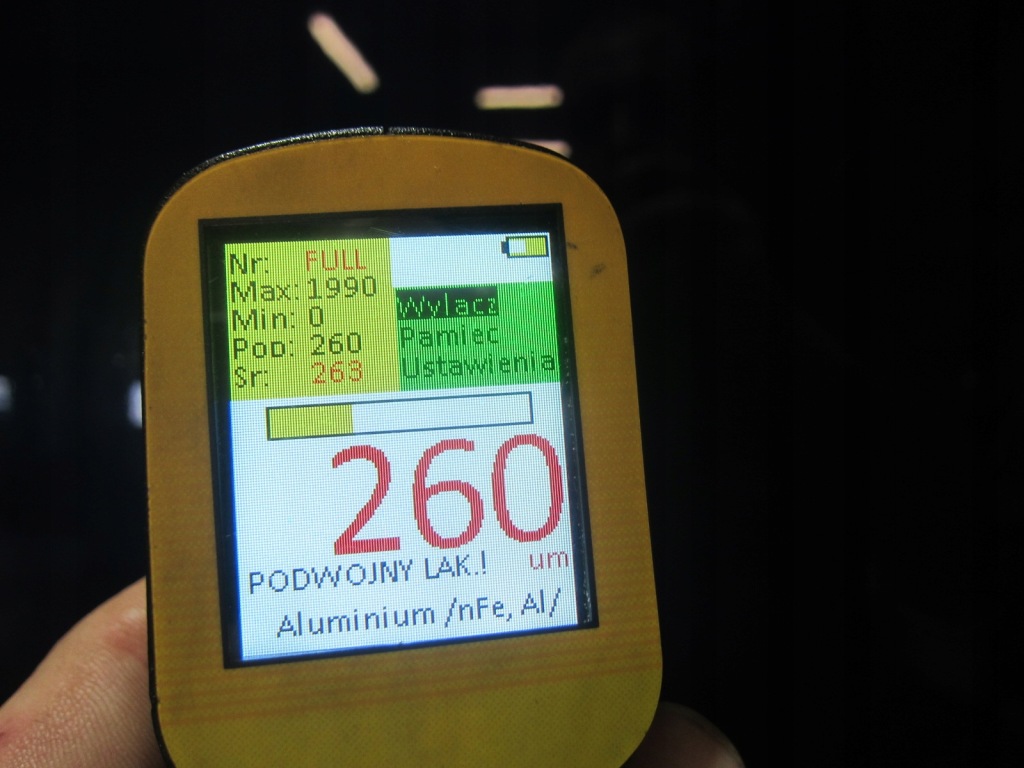 Nr: FULL
Max: 1990
Min: 0
Pop: 260
Sr: 263
Wylacz
Pamiec
Ustawienia
260
um
PODWOJNY LAK.!
Aluminium /nFe, Al/